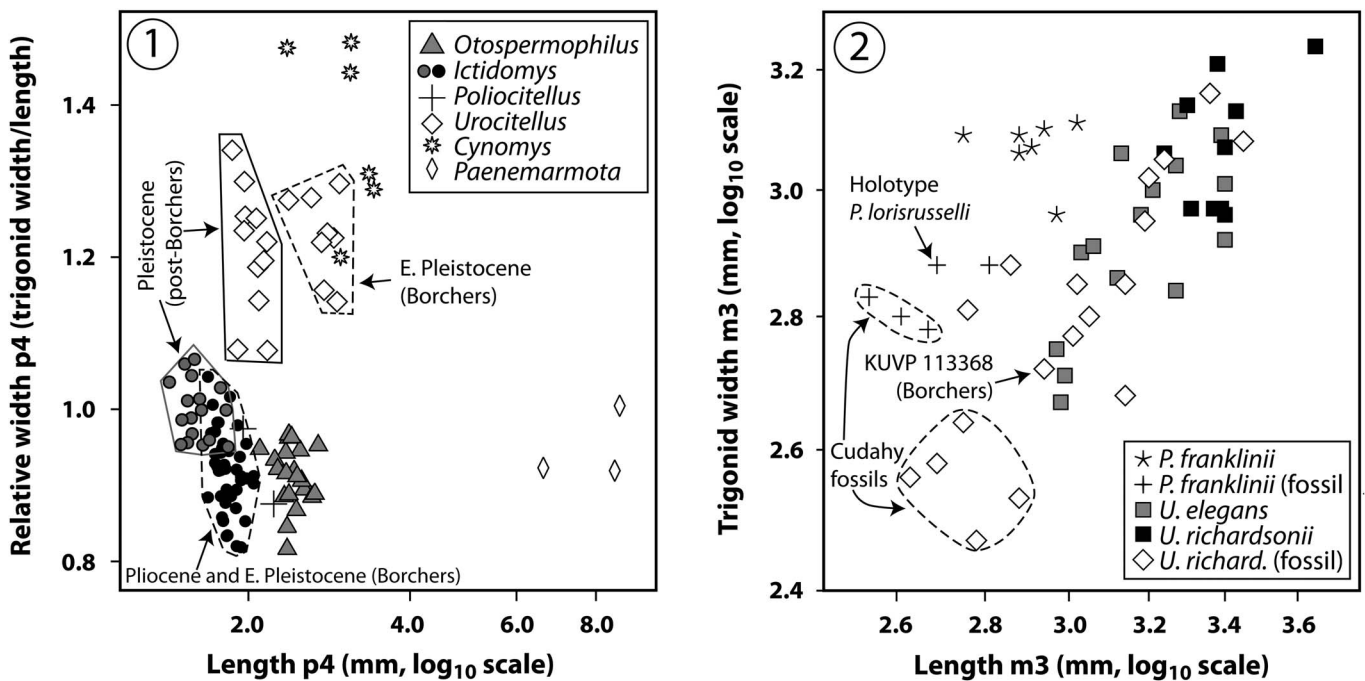 1
Relative width p4 (trigonid width/length)
1.4
1.2
1.0
0.8
2.0
4.0
6.0
8.0
Length p4 (mm, log10 scale)
Otospermophilus
Ictidomys
Poliocitellus
Urocitellus
Cynomys
Paenemarmota
Pleistocene
(post-Borchers)
E. Pleistocene
(Borchers)
Pliocene and E. Pleistocene (Borchers)
2
Trigonid width m3 (mm, log10 scale)
3.2
3.0
2.8
2.6
2.4
2.6
2.8
3.0
3.2
3.4
3.6
Length m3 (mm, log10 scale)
Holotype
P. lorisrusselli
KUVP 113368
(Borchers)
Cudahy
fossils
P. franklinii
P. franklinii (fossil
U. elegans
U. richardsonii
U. richard. (fossil)